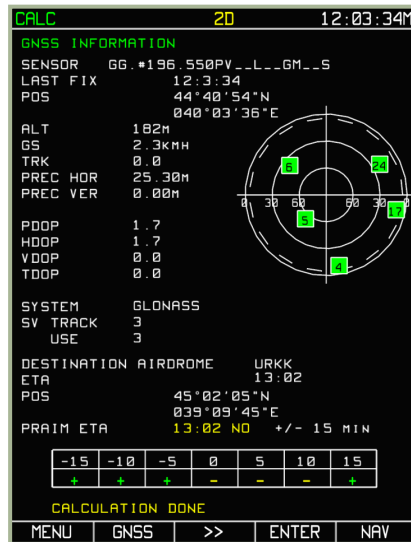 CALC 2D 12:03:34M
GNSS INFORMATION
SENSOR GG.#196.550PV__L__GM__S
LAST FIX 12:3:34
POS 44°40'54"N
040°03'36"E
ALT 182M
GS 2.3KMH
TRK 0.0
PREC HOR 25.30M
PREC VER 0.00M
6 24
0 30 60 60 30 17
5
4
PDOP 1.7
HDOP 1.7
VDOP 0.0
TDOP 0.0
SYSTEM GLONASS
SV TRACK 3
USE 3
DESTINATION AIRDROME URKK
ETA 13:02
POS 45°02'05"N
039°09'45"E
PRAIM ETA 13:02 NO +/- 15 MIN
-15 -10 -5 0 5 10 15
+ + + - - - +
CALCULATION DONE
MENU GNSS >> ENTER NAV